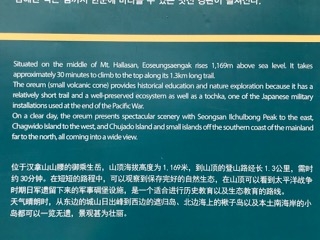 Situated on the middle of Mt. Hallasan, Eoseungsaengak rises 1,169m above sea level. It takes
approximately 30 minutes to climb to the top along its 1.3km long trail.
The oreum (small volcanic cone) provides historical education and nature exploration because it has a
relatively short trail and a well-preserved ecosystem as well as a tochka, one of the Japanese military
installations used at the end of the Pacific War.
On a clear day, the oreum presents spectacular scenery with Seongsan Ilchulbong Peak to the east,
Chagwido Island to the west, and Chujado Island and small islands off the southern coast of the mainland
far to the north, all coming into a wide view.
位于汉拿山山腰的御乘生岳，山顶海拔高度为 1.169米，到山顶的登山路经长 1.3公里，需时
约 30分钟。在短短的路程中，可以观察到保存完好的自然生态，在山顶可以看到太平洋战争
时期日军遗留下来的军事碉堡设施，是一个适合进行历史教育以及生态教育的路线。
天气晴朗时，从东边的城山日出峰到西边的遮归岛、北边海上的楸子岛以及本土南海岸的小
岛都可以一览无遗，景观甚为壮丽。